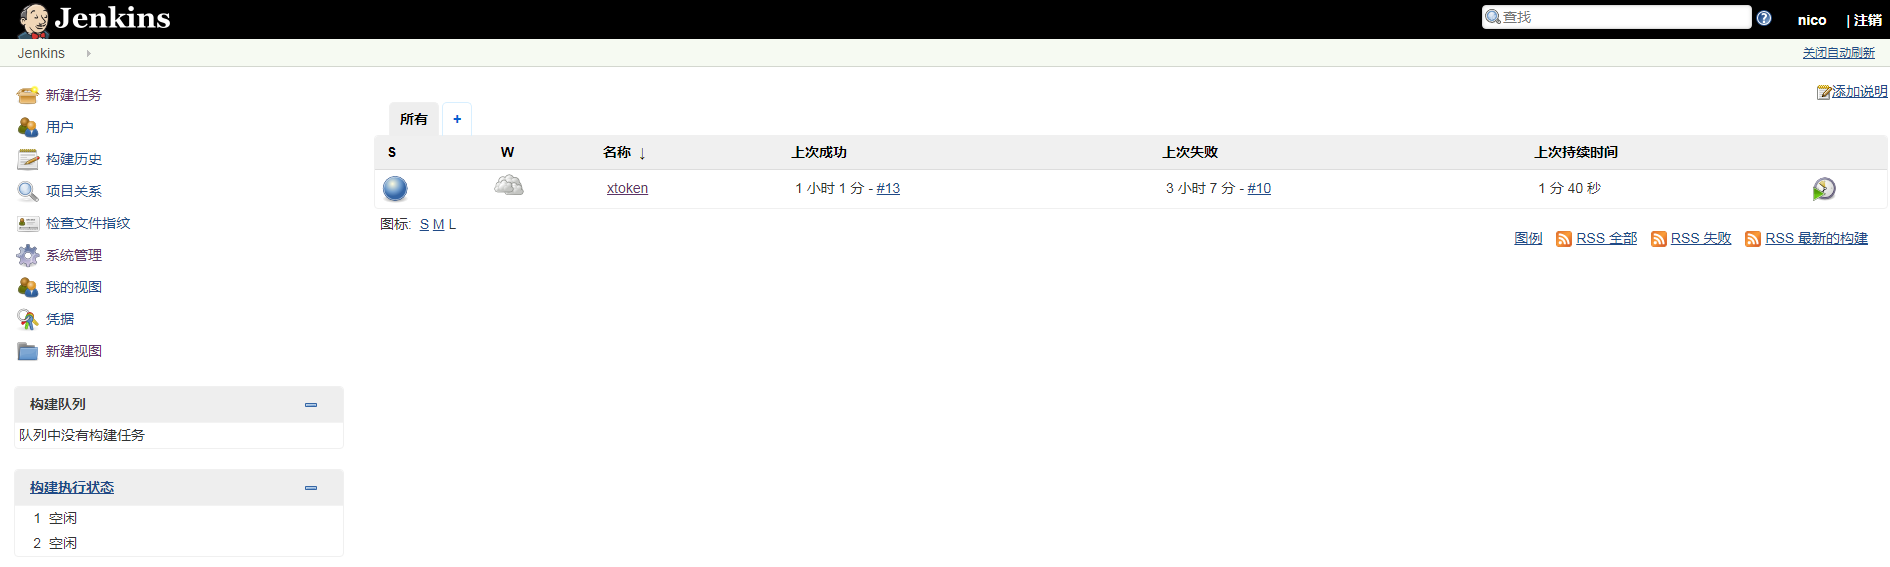 Jenkins
查找
nico | 注销
Jenkins
关闭自动刷新
新建任务
用户
构建历史
项目关系
检查文件指纹
系统管理
我的视图
凭据
新建视图
构建队列
队列中没有构建任务
构建执行状态
1 空闲
2 空闲
添加说明
所有 +
S W 名称 ↓ 上次成功 上次失败 上次持续时间
xtoken 1 小时 1 分 - #13 3 小时 7 分 - #10 1 分 40 秒
图标: S M L
图例 RSS 全部 RSS 失败 RSS 最新的构建